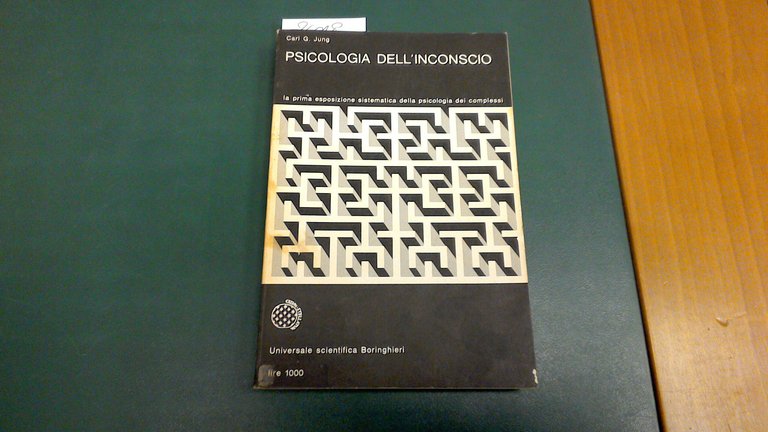 Carl G. Jung
PSICOLOGIA DELL'INCONSCIO
la prima esposizione sistematica della psicologia dei complessi
Universale scientifica Boringhieri
lire 1000